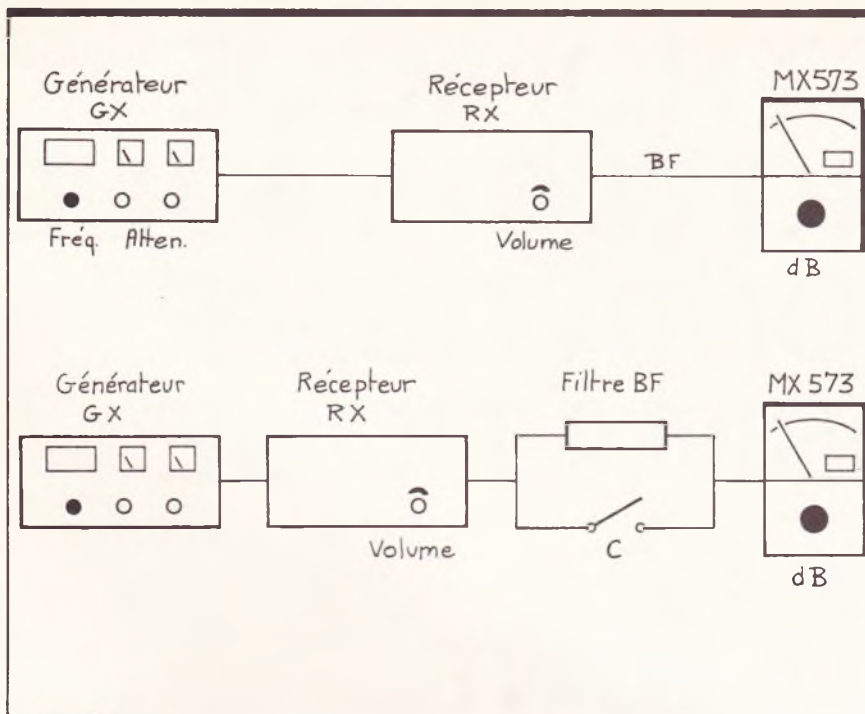 Générateur
GX
Récepteur
RX
MX573
BF
Fréq. Atten.
Volume
dB
Générateur
GX
Récepteur
RX
Filtre BF
MX 573
Volume
C
dB